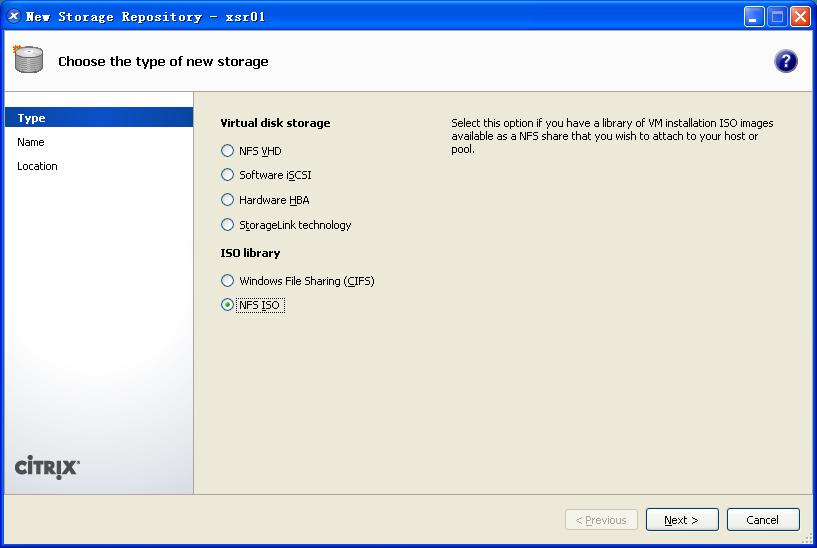 New Storage Repository - xsr01
Choose the type of new storage
?
Type
Name
Location
Virtual disk storage
NFS VHD
Software iSCSI
Hardware HBA
StorageLink technology
ISO library
Windows File Sharing (CIFS)
NFS ISO
Select this option if you have a library of VM installation ISO images
available as a NFS share that you wish to attach to your host or
pool.
CITRIX
< Previous
Next >
Cancel